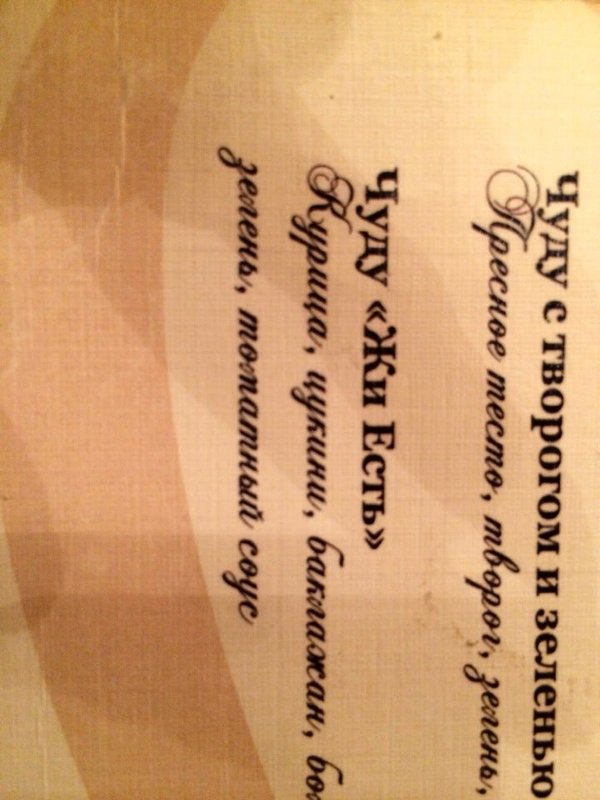 Чуду с творогом и зеленью
Пресное тесто, творог, зелень,
Чуду «Жи Есть»
Курица, цукини, баклажан,
зелень, томатный соус